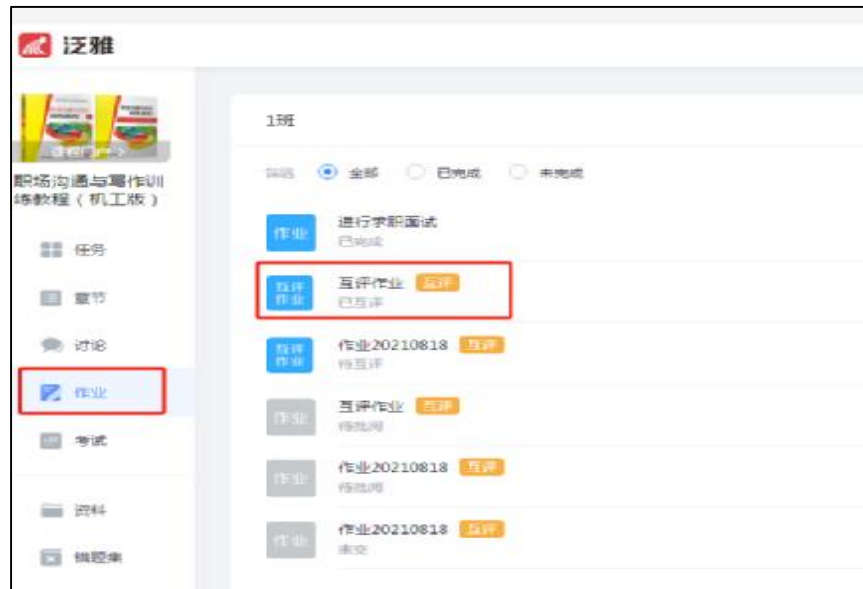 泛雅
课程门户 >
职场沟通与写作训
练教程（机工版）
任务
章节
讨论
作业
考试
资料
错题集
1班
筛选 全部 已完成 未完成
作业 进行求职面试
已完成
互评作业 互评作业 互评
已互评
互评作业 作业20210818 互评
待互评
作业 互评作业 互评
待批阅
作业 作业20210818 互评
待批阅
作业 作业20210818 互评
未交